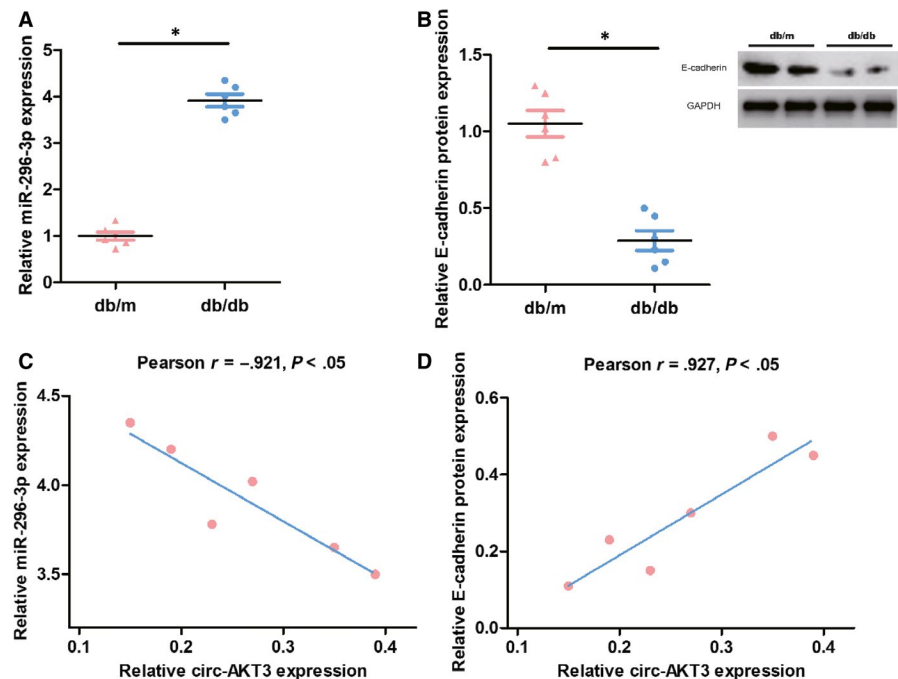 A
Relative miR-296-3p expression
5
4
3
2
1
0
*
db/m
db/db
B
Relative E-cadherin protein expression
1.5
1.0
0.5
0.0
*
db/m
db/db
db/m
db/db
E-cadherin
GAPDH
C
Pearson r = –.921, P < .05
Relative miR-296-3p expression
4.5
4.0
3.5
0.1
0.2
0.3
0.4
Relative circ-AKT3 expression
D
Pearson r = .927, P < .05
Relative E-cadherin protein expression
0.6
0.4
0.2
0.0
0.1
0.2
0.3
0.4
Relative circ-AKT3 expression